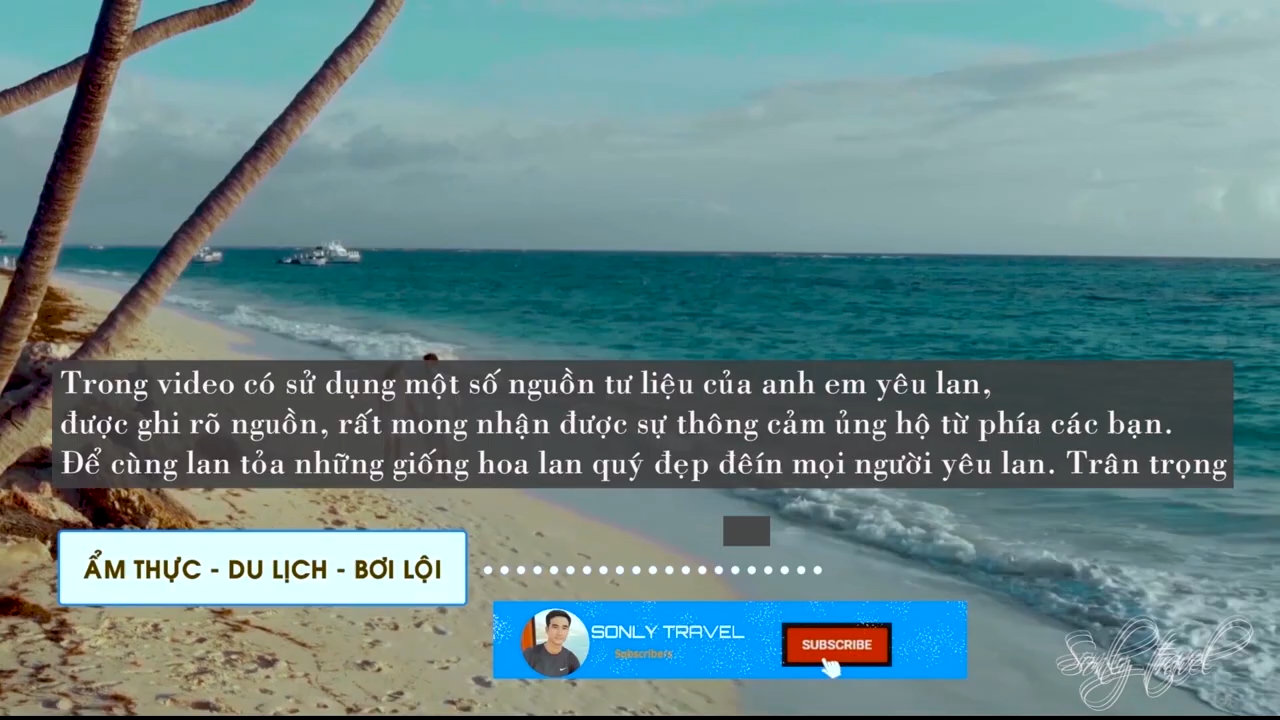 Trong video có sử dụng một số nguồn tư liệu của anh em yêu lan,
được ghi rõ nguồn, rất mong nhận được sự thông cảm ủng hộ từ phía các bạn.
Để cùng lan tỏa những giống hoa lan quý đẹp đêín mọi người yêu lan. Trân trọng
ẨM THỰC - DU LỊCH - BƠI LỘI
SONLY TRAVEL
Subscribers
SUBSCRIBE
Sonly travel